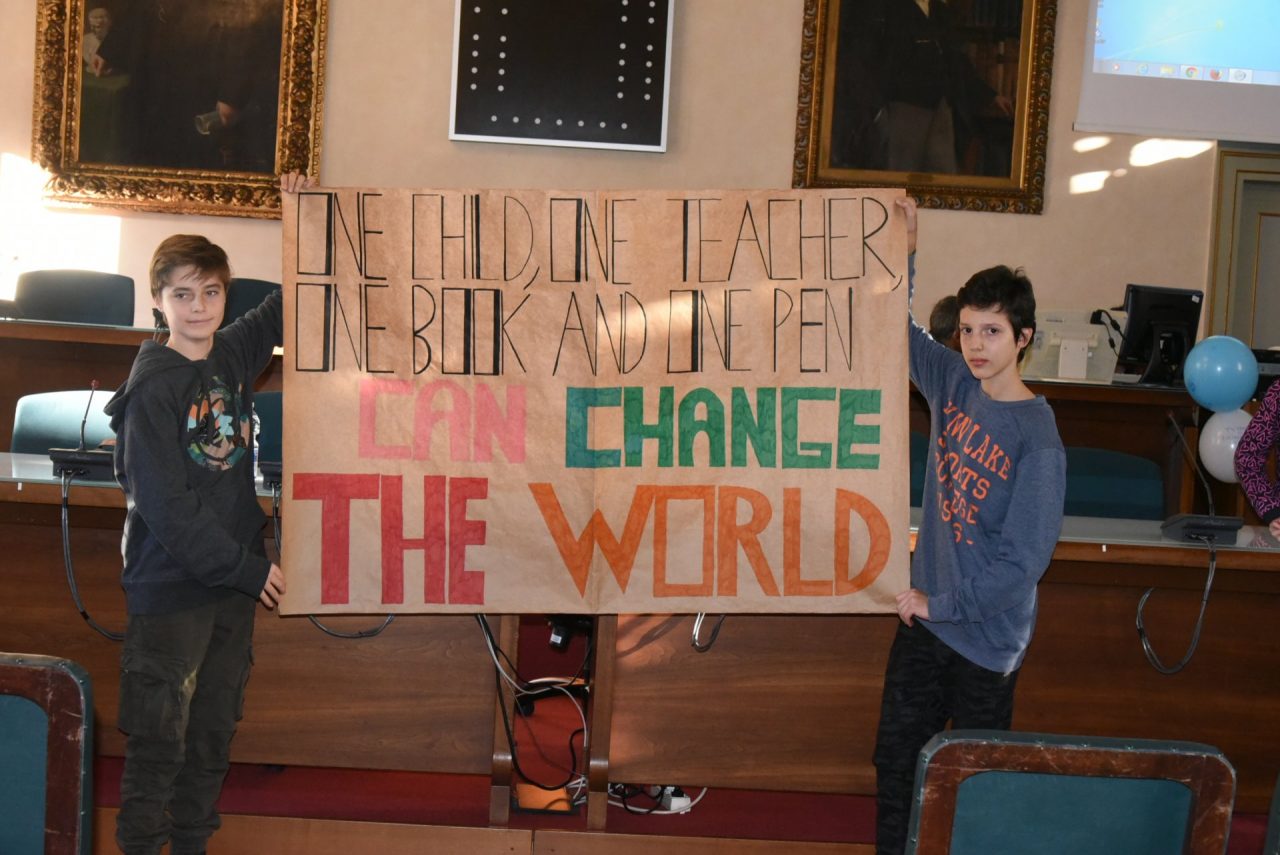 ONE CHILD, ONE TEACHER,
ONE BOOK AND ONE PEN
CAN CHANGE
THE WORLD